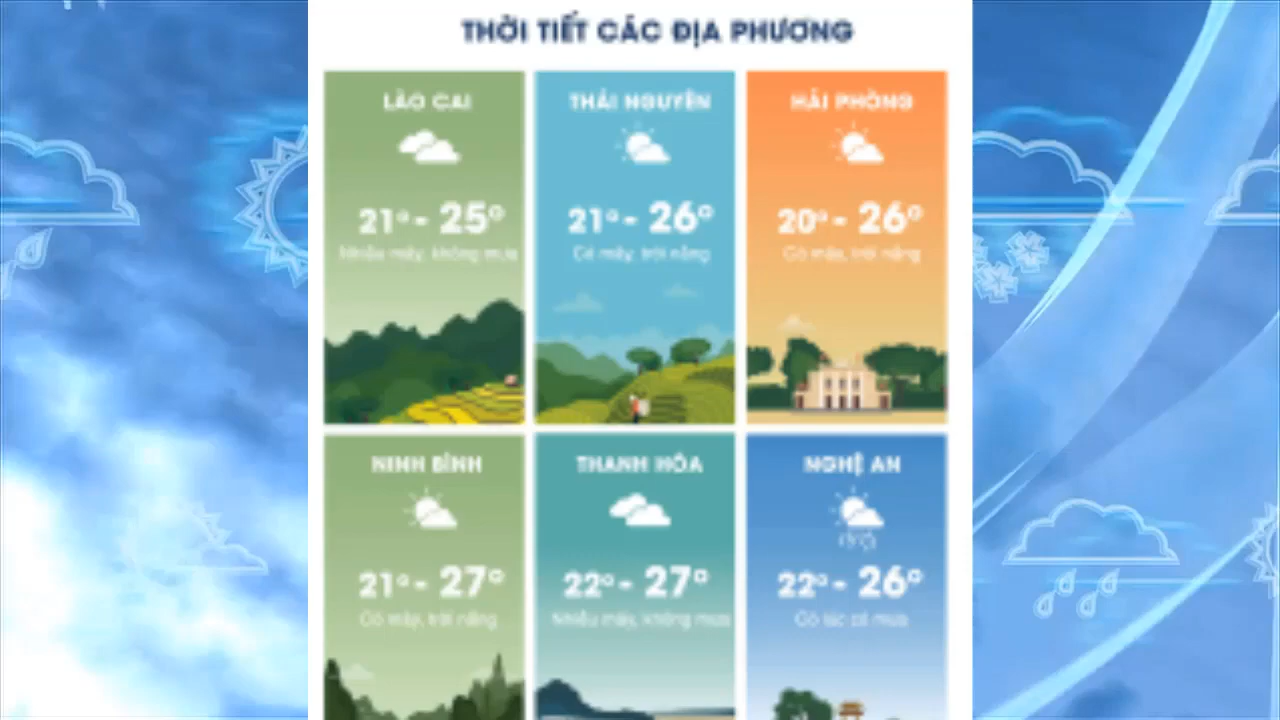 THỜI TIẾT CÁC ĐỊA PHƯƠNG
LÀO CAI
21° - 25°
Nhiều mây, không mưa
THÁI NGUYÊN
21° - 26°
Có mây, trời nắng
HẢI PHÒNG
20° - 26°
Có mây, trời nắng
NINH BÌNH
21° - 27°
Có mây, trời nắng
THANH HÓA
22° - 27°
Nhiều mây, không mưa
NGHỆ AN
22° - 26°
Có lúc có mưa